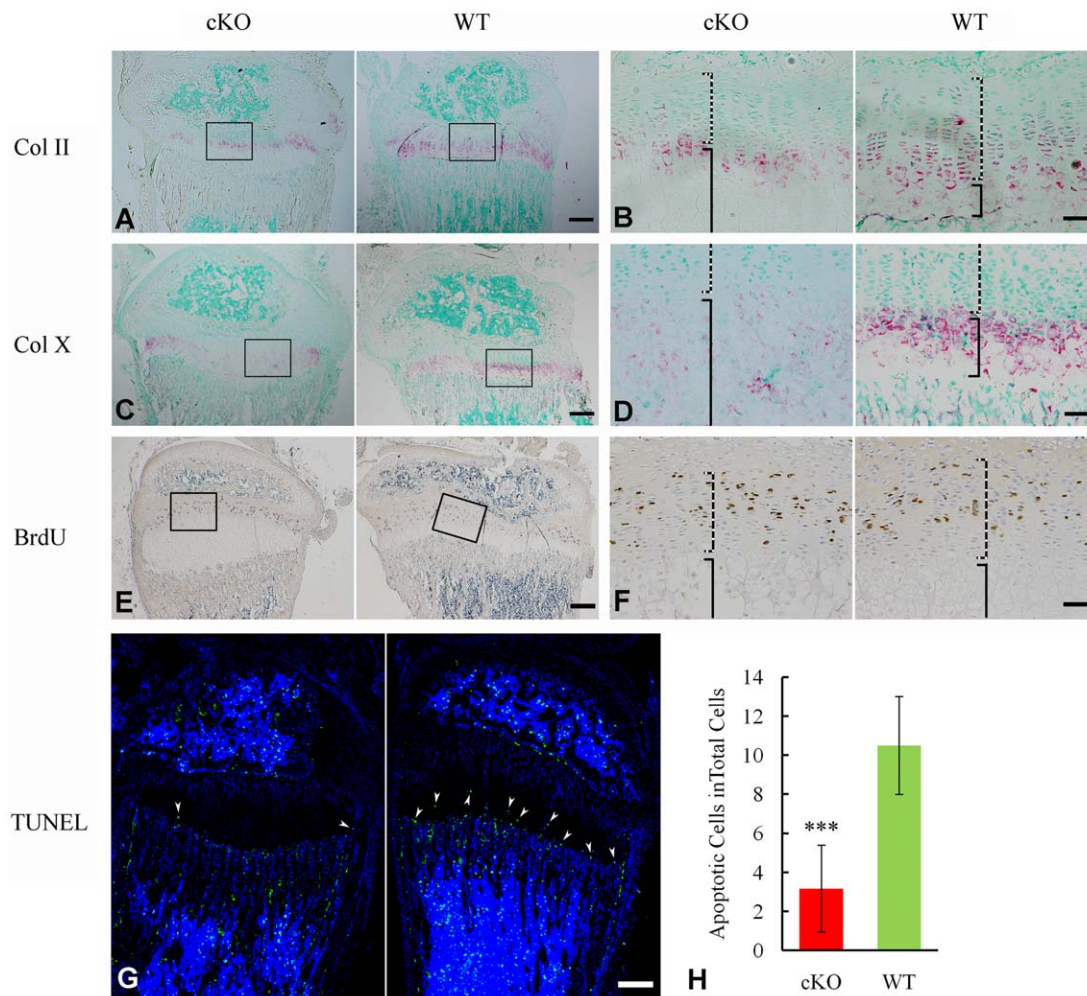 cKO WT cKO WT
Col II
A B
Col X
C D
BrdU
E F
TUNEL
G
Apoptotic Cells inTotal Cells
14
12
10
8
6
4
2
0
***
H
cKO WT